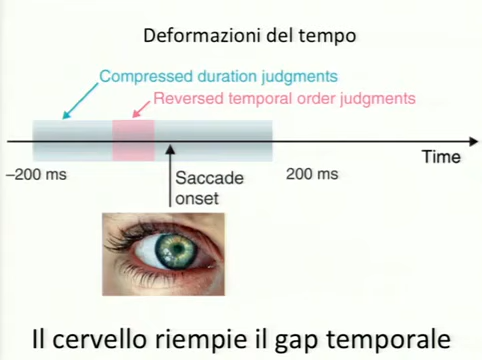 Deformazioni del tempo
Compressed duration judgments
Reversed temporal order judgments
Time
–200 ms
Saccade
onset
200 ms
Il cervello riempie il gap temporale